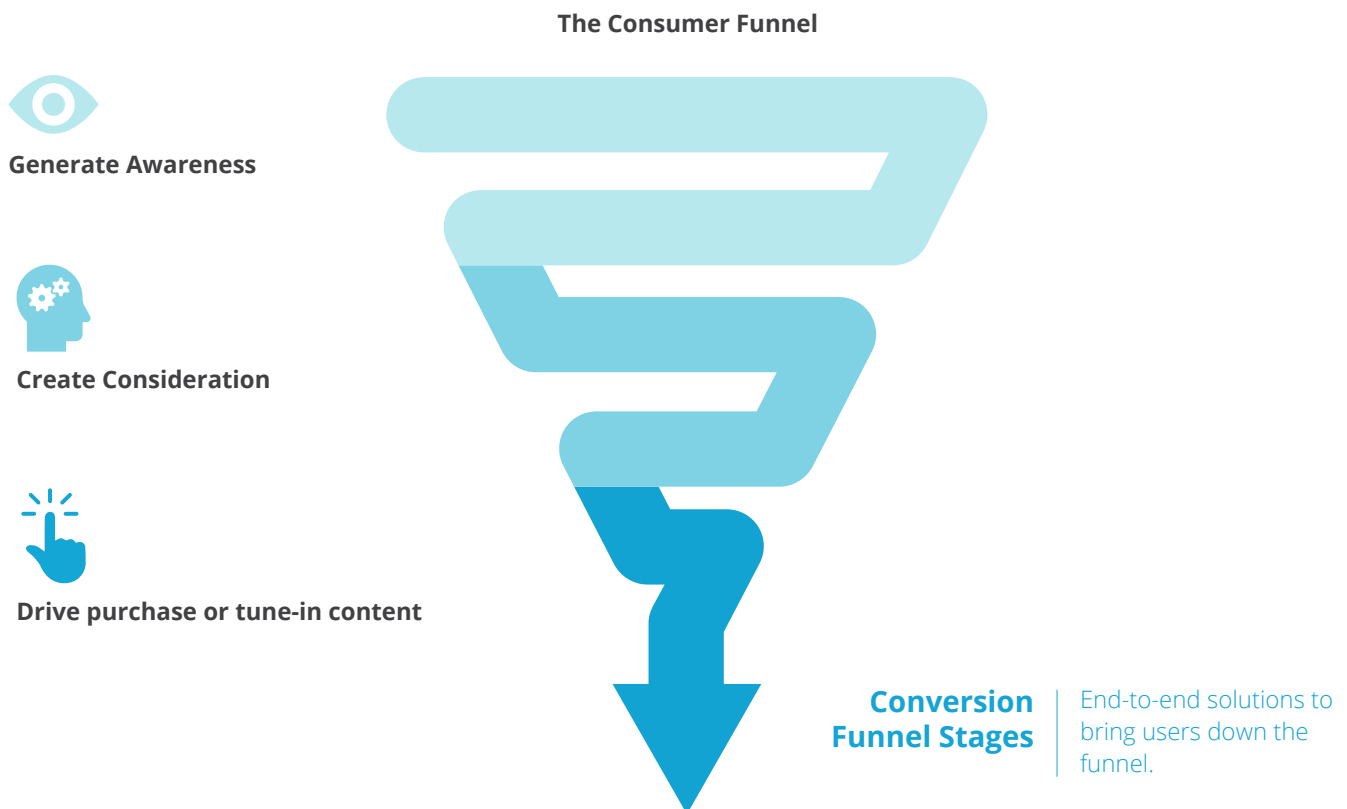 The Consumer Funnel
Generate Awareness
Create Consideration
Drive purchase or tune-in content
Conversion
Funnel Stages
End-to-end solutions to
bring users down the
funnel.